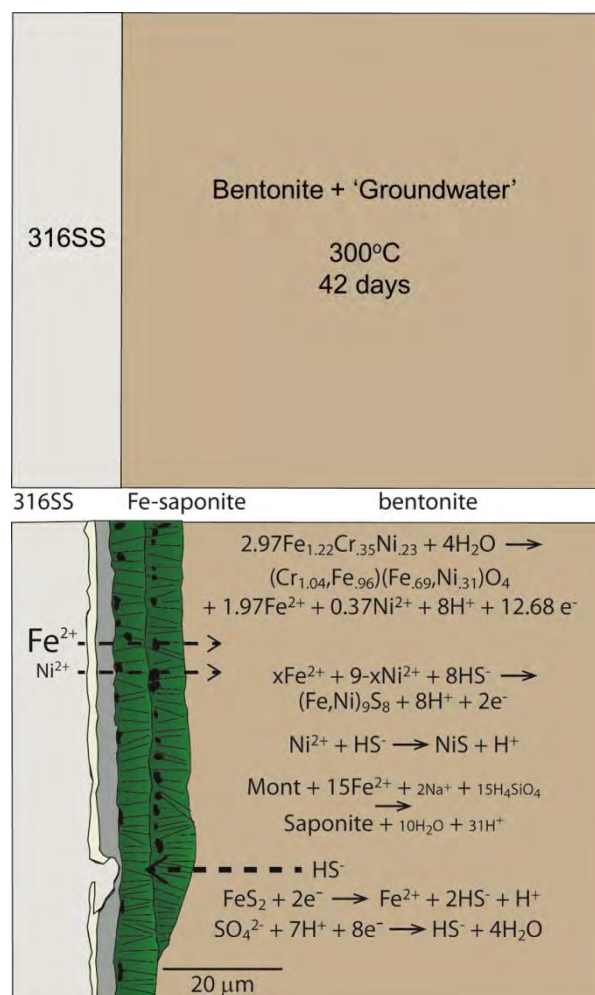 Bentonite + ‘Groundwater’
316SS
300°C
42 days
316SS Fe-saponite bentonite
2.97Fe₁.₂₂Cr.₃₅Ni.₂₃ + 4H₂O →
(Cr₁.₀₄,Fe.₉₆)(Fe.₆₉,Ni.₃₁)O₄
+ 1.97Fe²⁺ + 0.37Ni²⁺ + 8H⁺ + 12.68 e⁻
Fe²⁺
Ni²⁺
xFe²⁺ + 9-xNi²⁺ + 8HS⁻ →
(Fe,Ni)₉S₈ + 8H⁺ + 2e⁻
Ni²⁺ + HS⁻ → NiS + H⁺
Mont + 15Fe²⁺ + 2Na⁺ + 15H₄SiO₄
→
Saponite + 10H₂O + 31H⁺
HS⁻
FeS₂ + 2e⁻ → Fe²⁺ + 2HS⁻ + H⁺
SO₄²⁻ + 7H⁺ + 8e⁻ → HS⁻ + 4H₂O
20 µm